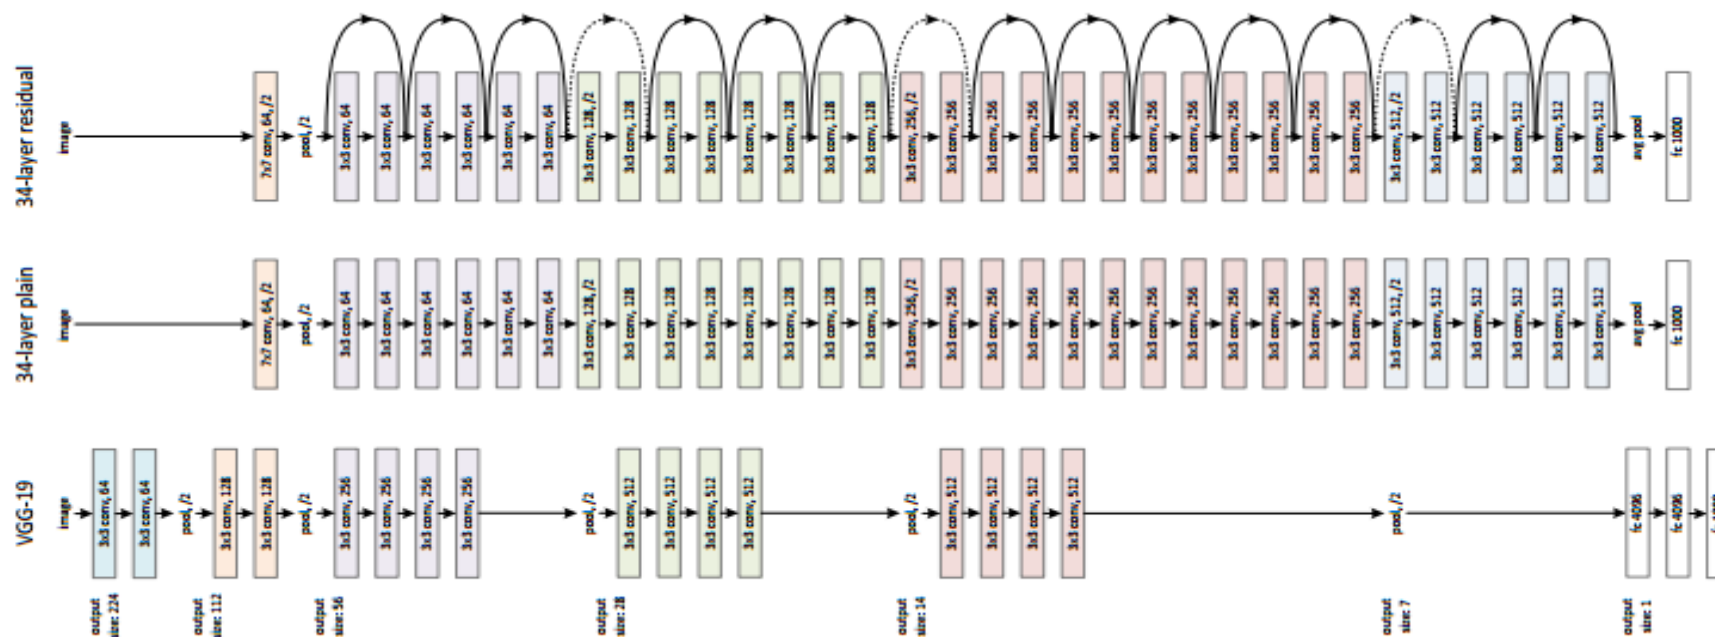 34-layer residual
image
7x7 conv, 64, /2
pool, /2
3x3 conv, 64
3x3 conv, 64
3x3 conv, 64
3x3 conv, 64
3x3 conv, 64
3x3 conv, 64
3x3 conv, 128, /2
3x3 conv, 128
3x3 conv, 128
3x3 conv, 128
3x3 conv, 128
3x3 conv, 128
3x3 conv, 128
3x3 conv, 128
3x3 conv, 256, /2
3x3 conv, 256
3x3 conv, 256
3x3 conv, 256
3x3 conv, 256
3x3 conv, 256
3x3 conv, 256
3x3 conv, 256
3x3 conv, 256
3x3 conv, 256
3x3 conv, 256
3x3 conv, 256
3x3 conv, 512, /2
3x3 conv, 512
3x3 conv, 512
3x3 conv, 512
3x3 conv, 512
3x3 conv, 512
avg pool
fc 1000
34-layer plain
image
7x7 conv, 64, /2
pool, /2
3x3 conv, 64
3x3 conv, 64
3x3 conv, 64
3x3 conv, 64
3x3 conv, 64
3x3 conv, 64
3x3 conv, 128, /2
3x3 conv, 128
3x3 conv, 128
3x3 conv, 128
3x3 conv, 128
3x3 conv, 128
3x3 conv, 128
3x3 conv, 128
3x3 conv, 256, /2
3x3 conv, 256
3x3 conv, 256
3x3 conv, 256
3x3 conv, 256
3x3 conv, 256
3x3 conv, 256
3x3 conv, 256
3x3 conv, 256
3x3 conv, 256
3x3 conv, 256
3x3 conv, 256
3x3 conv, 512, /2
3x3 conv, 512
3x3 conv, 512
3x3 conv, 512
3x3 conv, 512
3x3 conv, 512
avg pool
fc 1000
VGG-19
image
3x3 conv, 64
3x3 conv, 64
pool, /2
3x3 conv, 128
3x3 conv, 128
pool, /2
3x3 conv, 256
3x3 conv, 256
3x3 conv, 256
3x3 conv, 256
pool, /2
3x3 conv, 512
3x3 conv, 512
3x3 conv, 512
3x3 conv, 512
pool, /2
3x3 conv, 512
3x3 conv, 512
3x3 conv, 512
3x3 conv, 512
pool, /2
fc 4096
fc 4096
output
size: 224
output
size: 112
output
size: 56
output
size: 28
output
size: 14
output
size: 7
output
size: 1